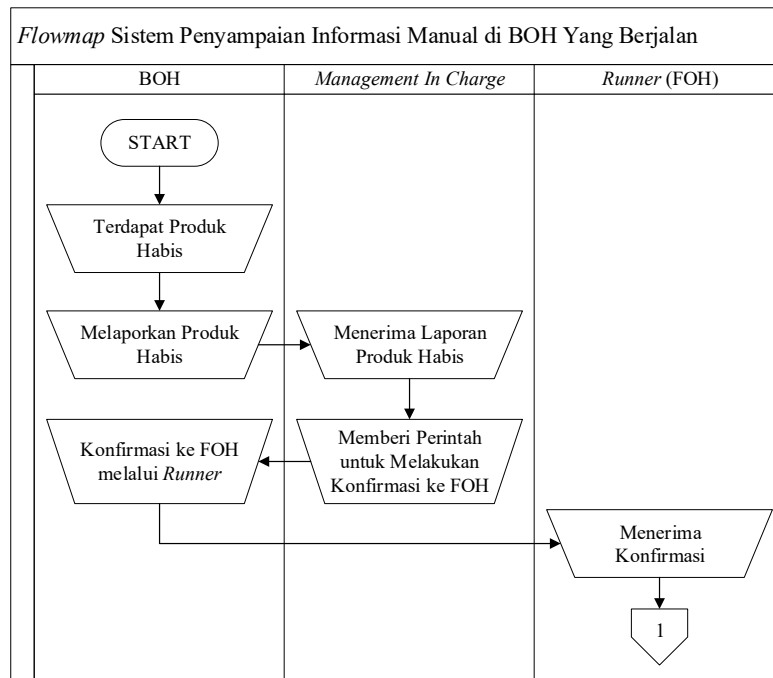 Flowmap Sistem Penyampaian Informasi Manual di BOH Yang Berjalan
BOH
Management In Charge
Runner (FOH)
START
Terdapat Produk
Habis
Melaporkan Produk
Habis
Menerima Laporan
Produk Habis
Konfirmasi ke FOH
melalui Runner
Memberi Perintah
untuk Melakukan
Konfirmasi ke FOH
Menerima
Konfirmasi
1